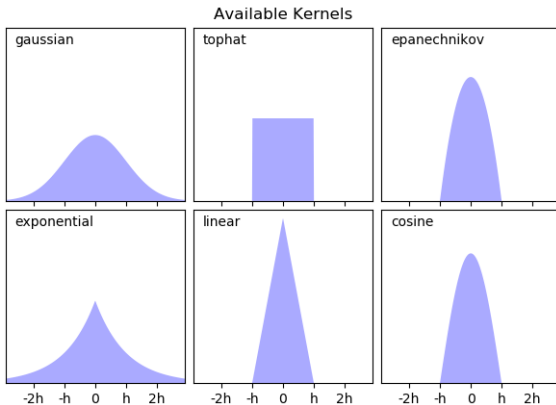 Available Kernels
gaussian
tophat
epanechnikov
exponential
linear
cosine
-2h -h 0 h 2h
-2h -h 0 h 2h
-2h -h 0 h 2h